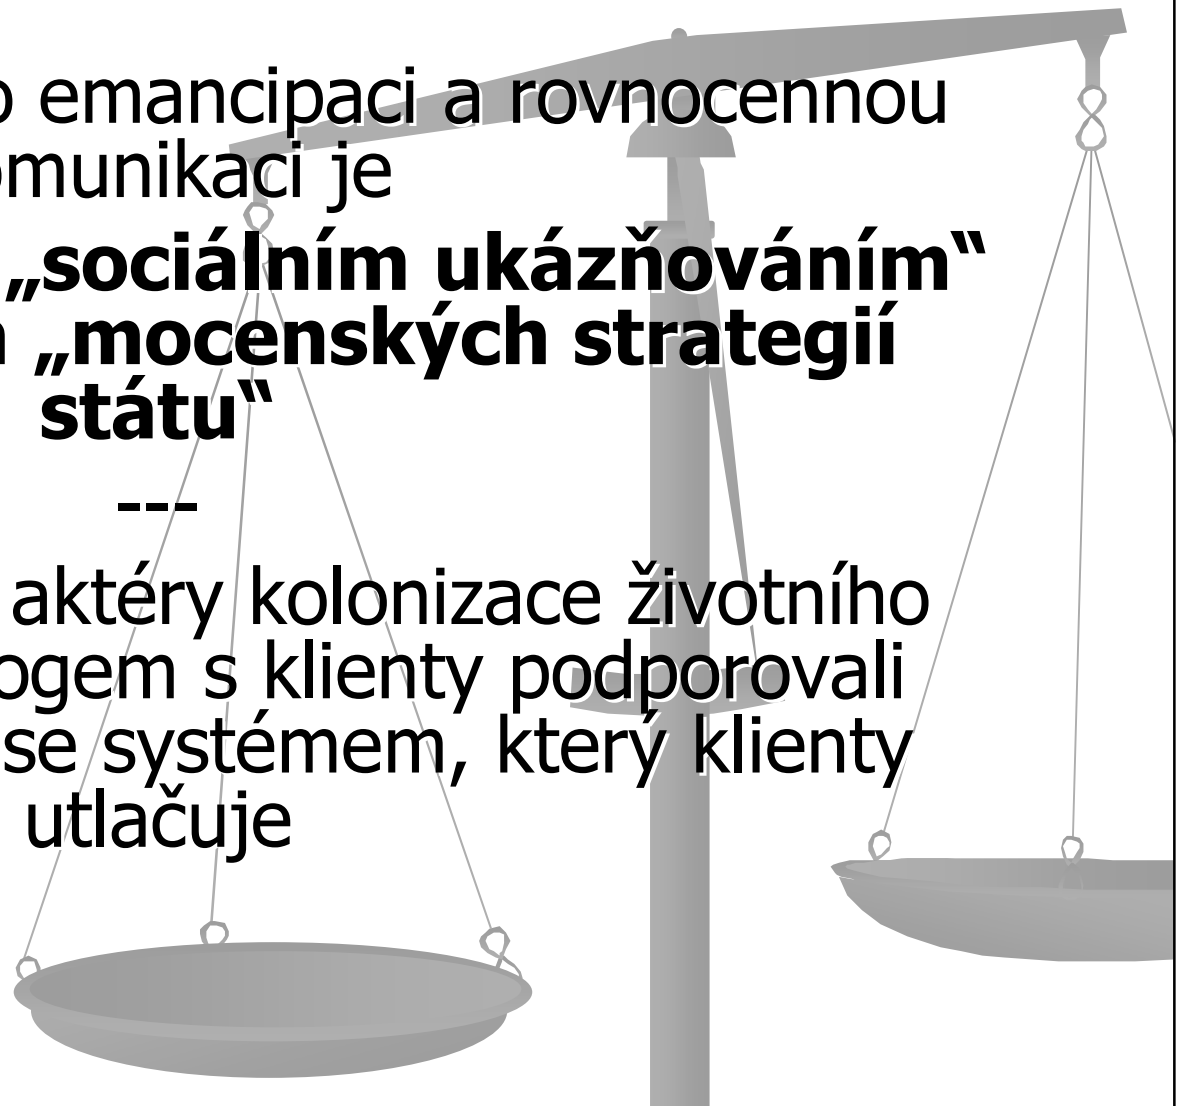 emancipaci a rovnocennou
omunikaci je
„sociálním ukázňováním“
„mocenských strategií
státu“
---
aktéry kolonizace životního
ogem s klienty podporovali
se systémem, který klienty
utlačuje